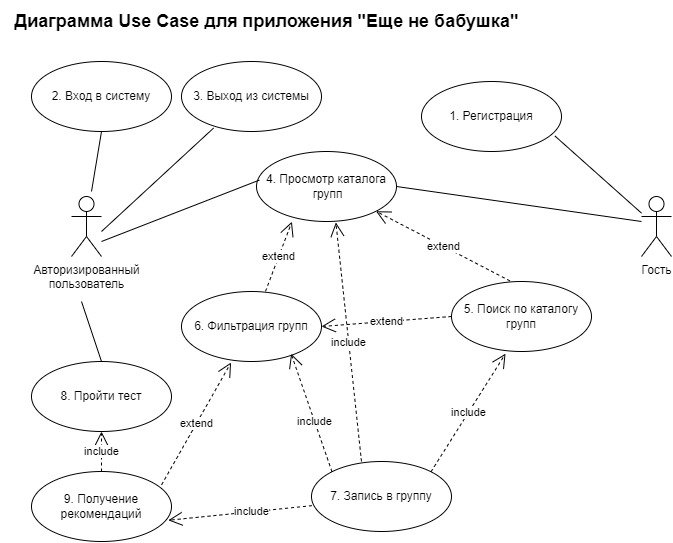 Диаграмма Use Case для приложения "Еще не бабушка"
2. Вход в систему
3. Выход из системы
1. Регистрация
4. Просмотр каталога
групп
extend
Авторизированный
пользователь
Гость
extend
5. Поиск по каталогу
групп
6. Фильтрация групп
extend
include
8. Пройти тест
include
extend
include
include
9. Получение
рекомендаций
7. Запись в группу
include